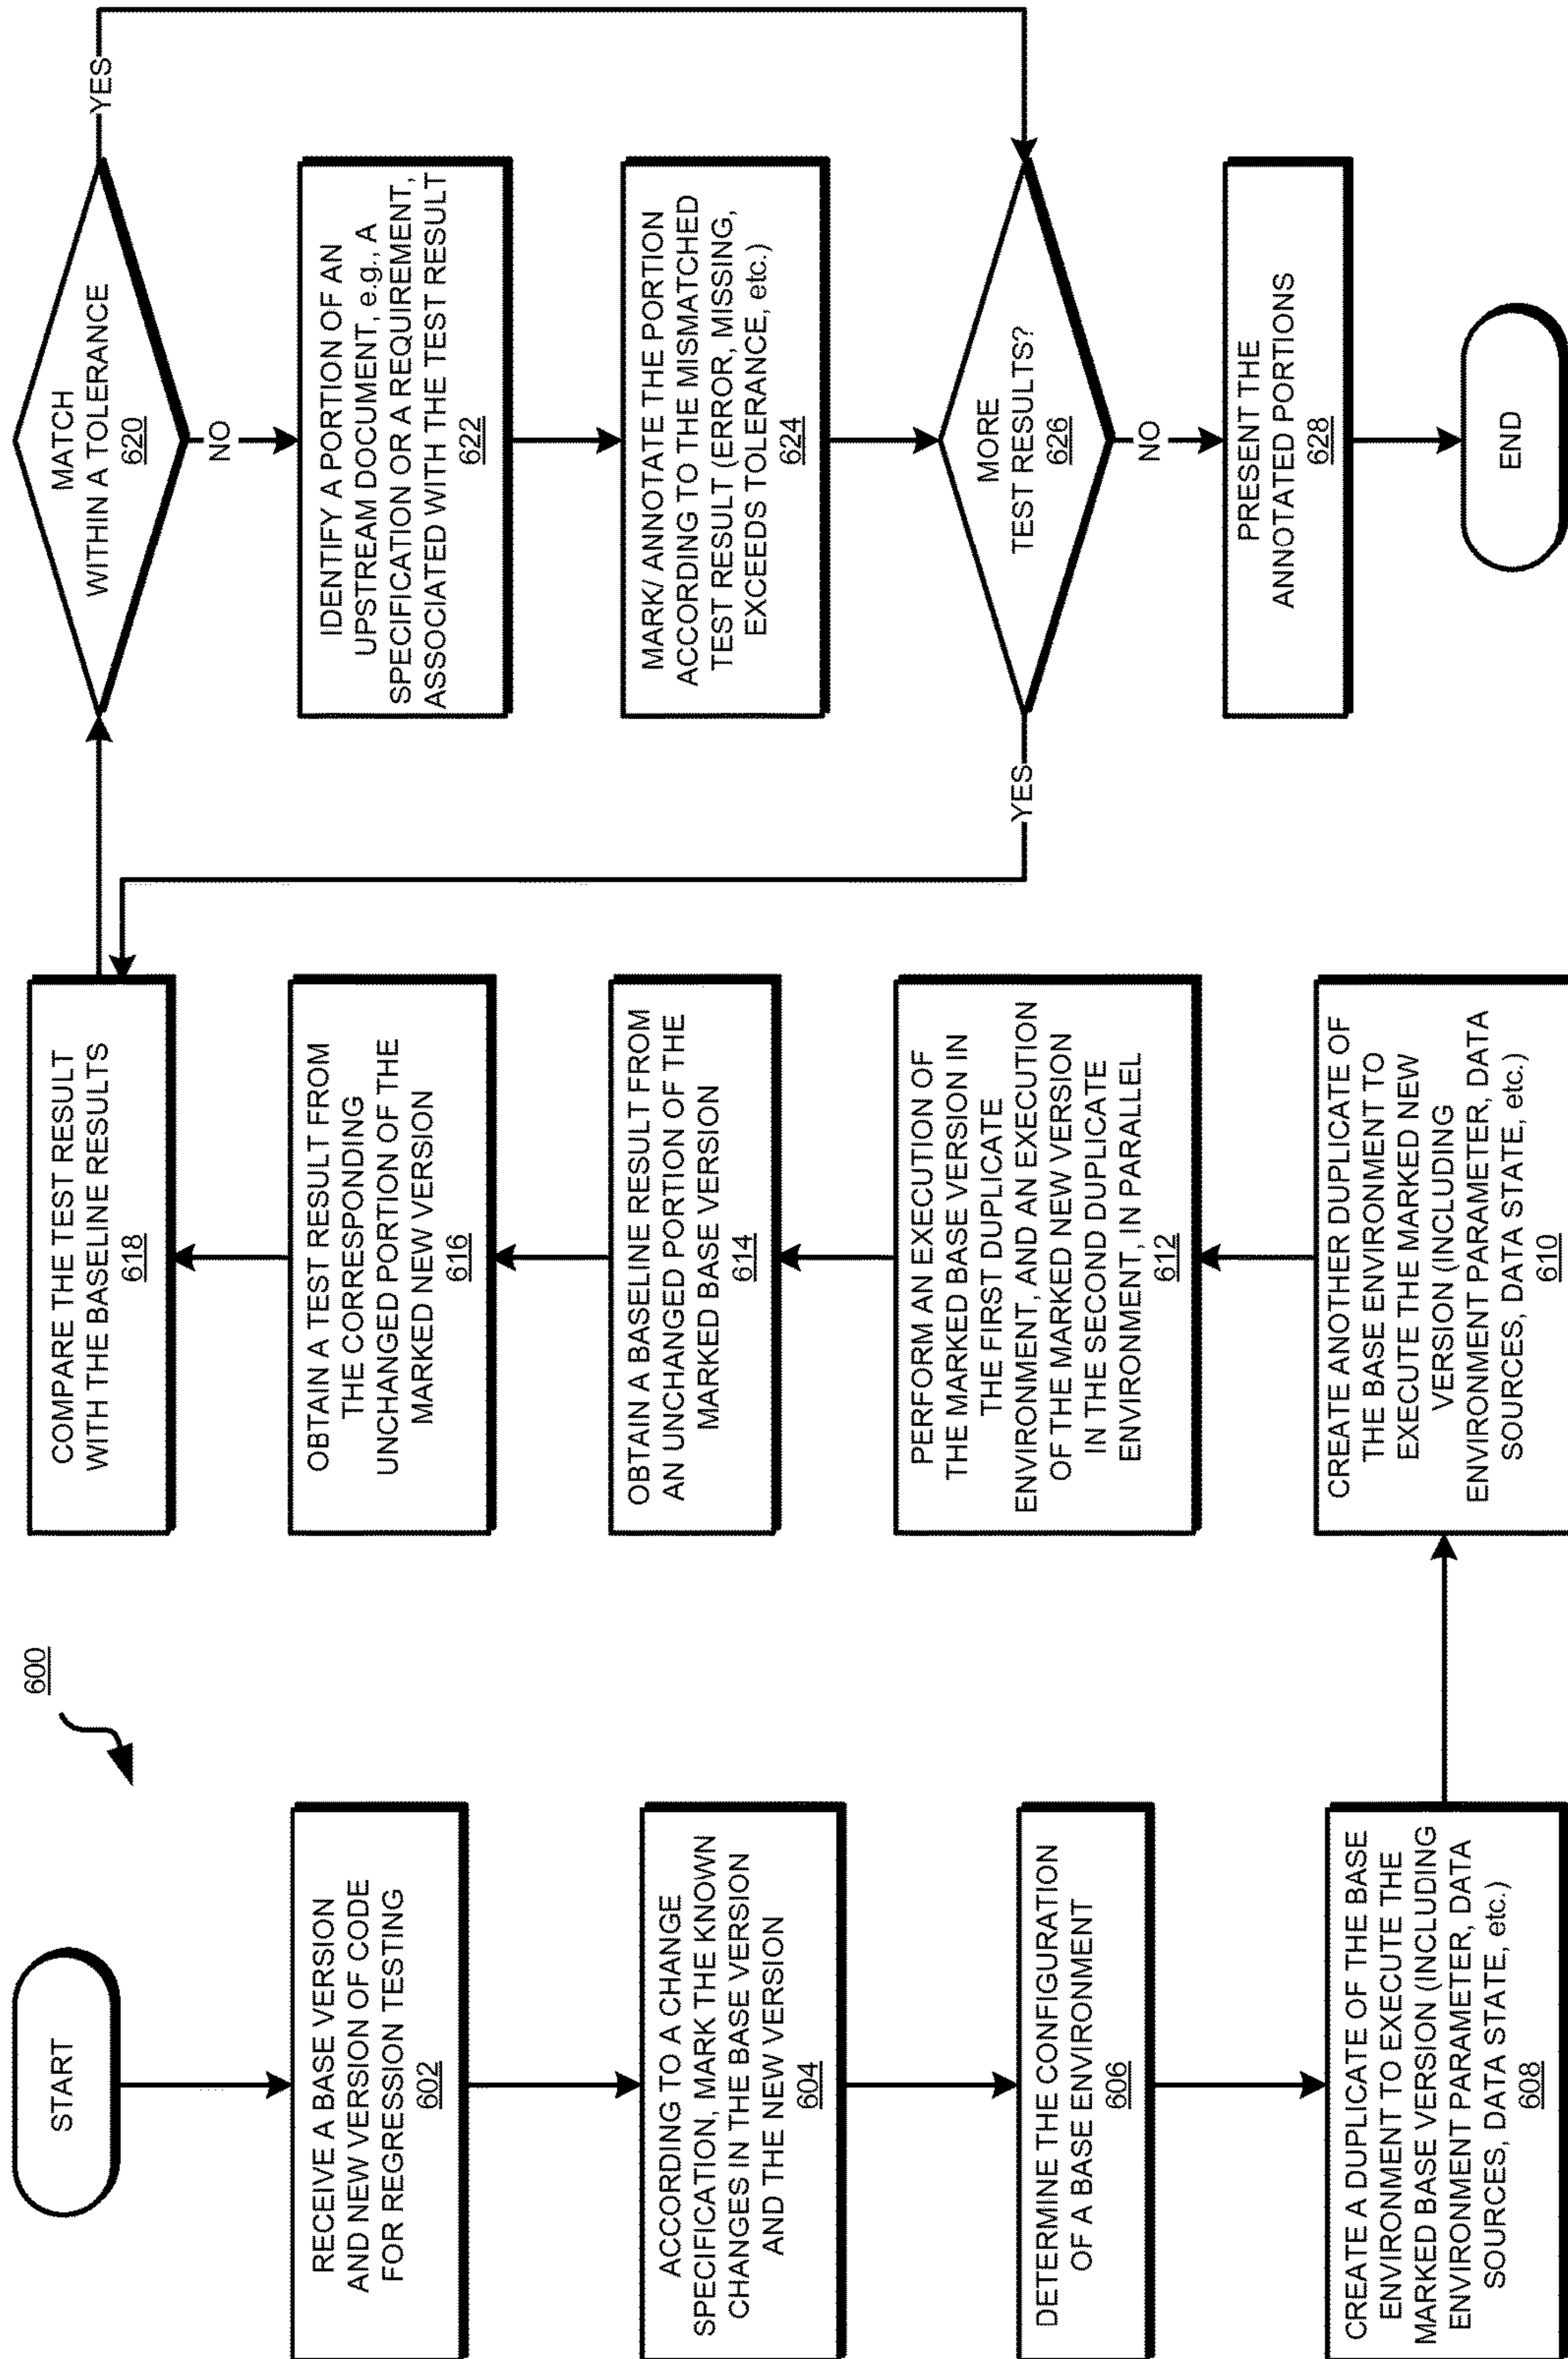 600
START
RECEIVE A BASE VERSION
AND NEW VERSION OF CODE
FOR REGRESSION TESTING
602
ACCORDING TO A CHANGE
SPECIFICATION, MARK THE KNOWN
CHANGES IN THE BASE VERSION
AND THE NEW VERSION
604
DETERMINE THE CONFIGURATION
OF A BASE ENVIRONMENT
606
CREATE A DUPLICATE OF THE BASE
ENVIRONMENT TO EXECUTE THE
MARKED BASE VERSION (INCLUDING
ENVIRONMENT PARAMETER, DATA
SOURCES, DATA STATE, etc.)
608
CREATE ANOTHER DUPLICATE OF
THE BASE ENVIRONMENT TO
EXECUTE THE MARKED NEW
VERSION (INCLUDING
ENVIRONMENT PARAMETER, DATA
SOURCES, DATA STATE, etc.)
610
PERFORM AN EXECUTION OF
THE MARKED BASE VERSION IN
THE FIRST DUPLICATE
ENVIRONMENT, AND AN EXECUTION
OF THE MARKED NEW VERSION
IN THE SECOND DUPLICATE
ENVIRONMENT, IN PARALLEL
612
OBTAIN A BASELINE RESULT FROM
AN UNCHANGED PORTION OF THE
MARKED BASE VERSION
614
OBTAIN A TEST RESULT FROM
THE CORRESPONDING
UNCHANGED PORTION OF THE
MARKED NEW VERSION
616
COMPARE THE TEST RESULT
WITH THE BASELINE RESULTS
618
MATCH
WITHIN A TOLERANCE
620
YES
NO
IDENTIFY A PORTION OF AN
UPSTREAM DOCUMENT, e.g., A
SPECIFICATION OR A REQUIREMENT,
ASSOCIATED WITH THE TEST RESULT
622
MARK/ ANNOTATE THE PORTION
ACCORDING TO THE MISMATCHED
TEST RESULT (ERROR, MISSING,
EXCEEDS TOLERANCE, etc.)
624
MORE
TEST RESULTS?
626
YES
NO
PRESENT THE
ANNOTATED PORTIONS
628
END